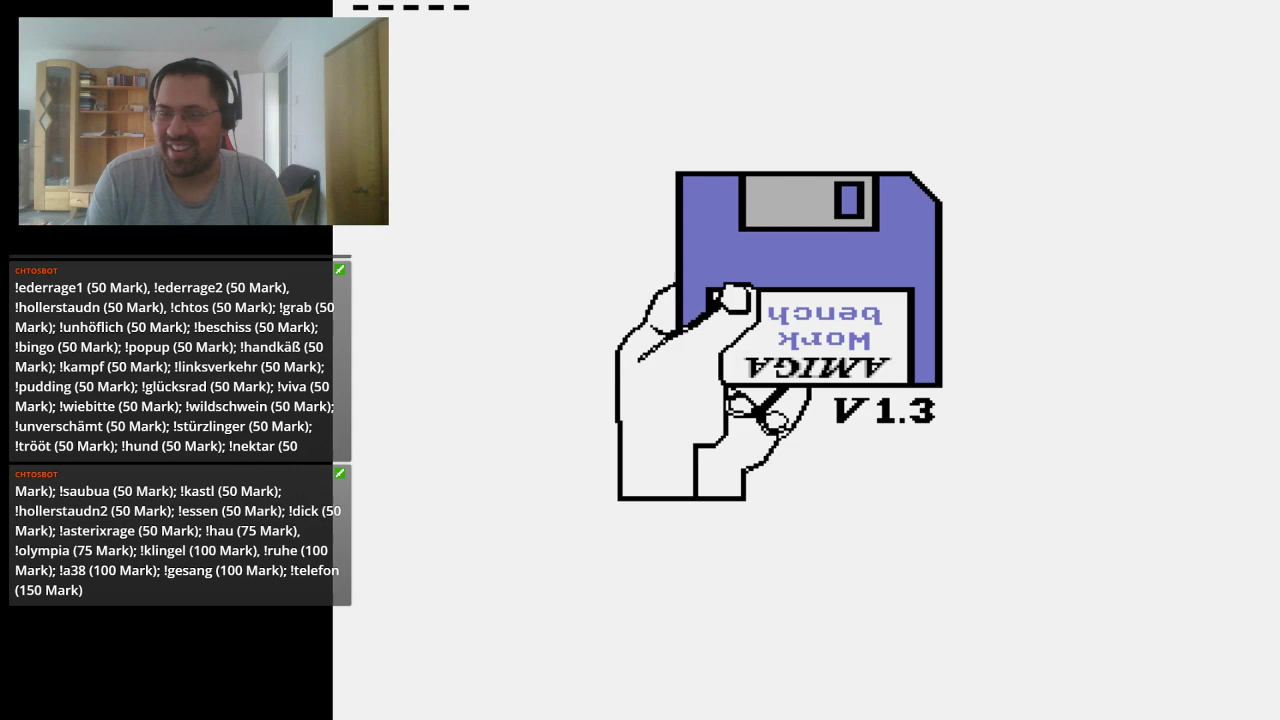 CHTOSBOT
!ederrage1 (50 Mark), !ederrage2 (50 Mark),
!hollerstaudn (50 Mark), !chtos (50 Mark); !grab (50
Mark); !unhöflich (50 Mark); !beschiss (50 Mark);
!bingo (50 Mark); !popup (50 Mark); !handkäß (50
Mark); !kampf (50 Mark); !linksverkehr (50 Mark);
!pudding (50 Mark); !glücksrad (50 Mark); !viva (50
Mark); !wiebitte (50 Mark); !wildschwein (50 Mark);
!unverschämt (50 Mark); !stürzlinger (50 Mark);
!trööt (50 Mark); !hund (50 Mark); !nektar (50
CHTOSBOT
Mark); !saubua (50 Mark); !kastl (50 Mark);
!hollerstaudn2 (50 Mark); !essen (50 Mark); !dick (50
Mark); !asterixrage (50 Mark); !hau (75 Mark),
!olympia (75 Mark); !klingel (100 Mark), !ruhe (100
Mark); !a38 (100 Mark); !gesang (100 Mark); !telefon
(150 Mark)
AMIGA
Work
bench
V 1.3